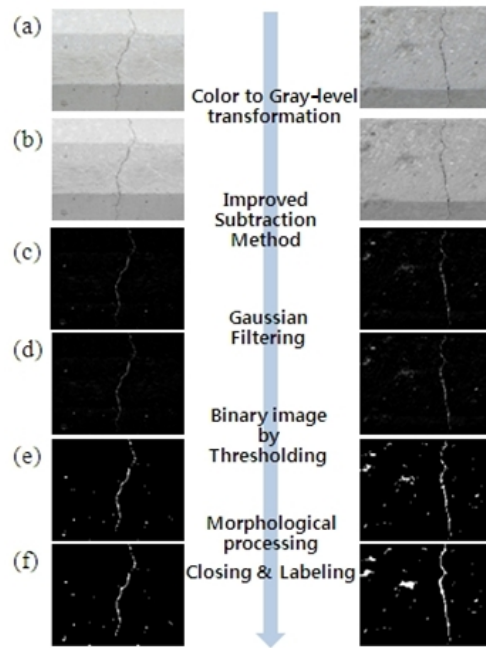 (a)
Color to Gray-level
transformation
(b)
Improved
Subtraction
Method
(c)
Gaussian
Filtering
(d)
Binary image
by
Thresholding
(e)
Morphological
processing
(f)
Closing & Labeling